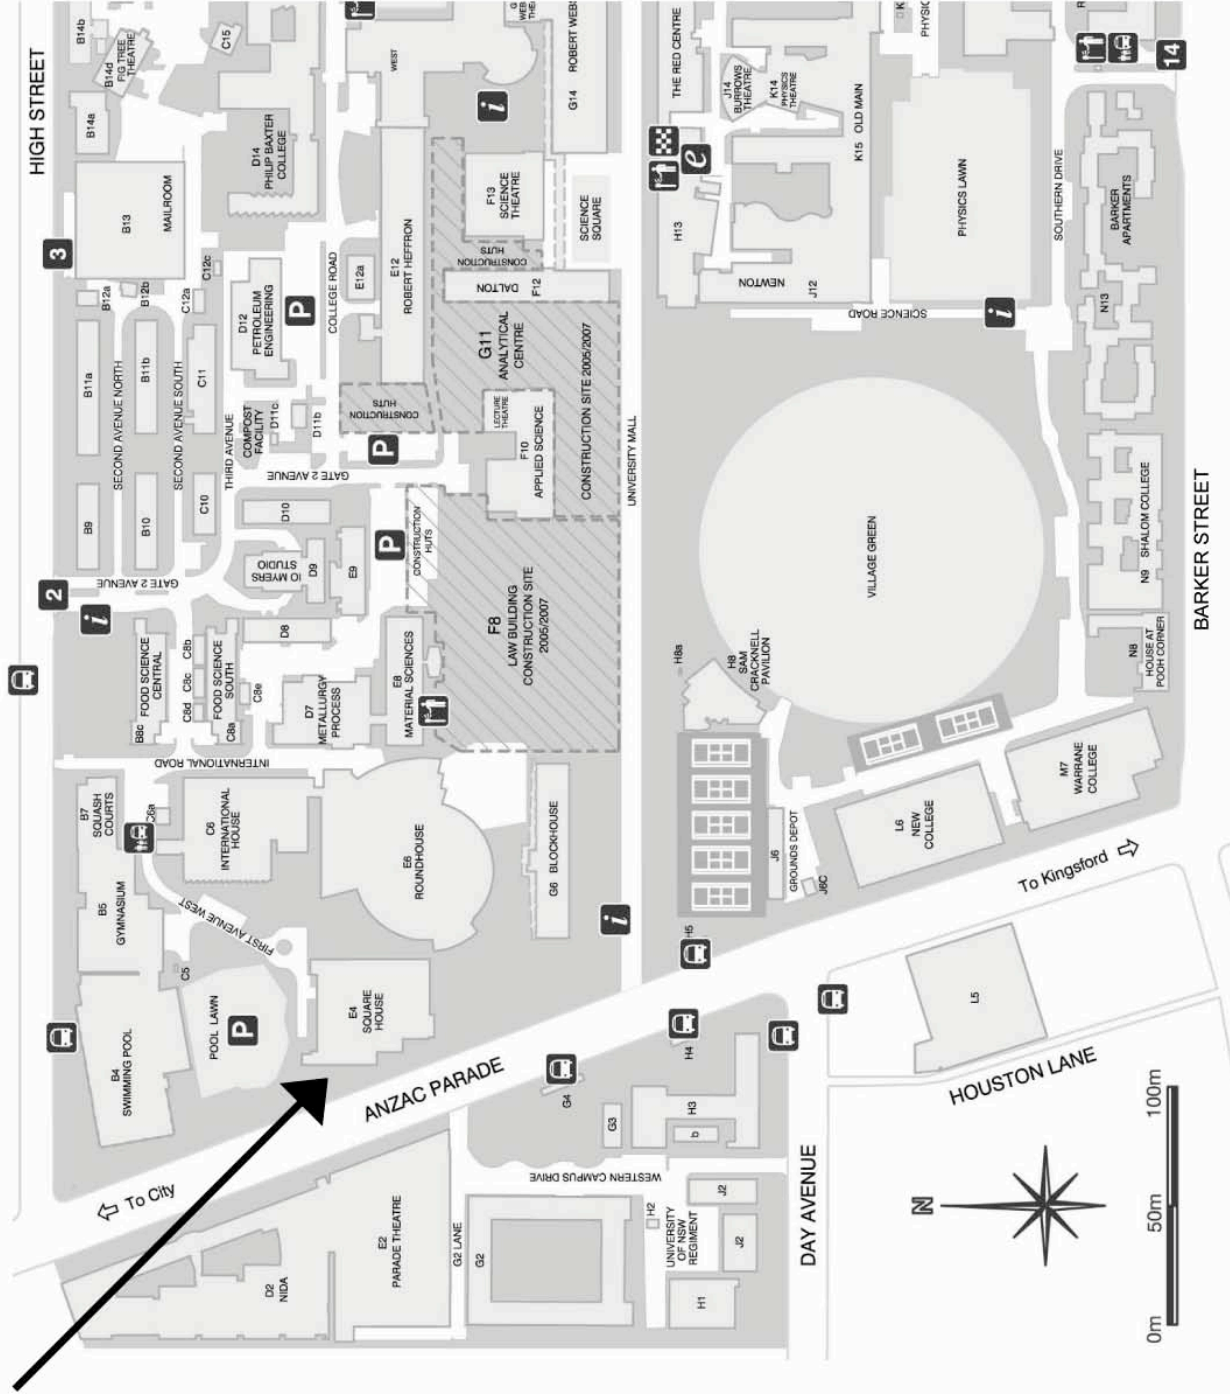 HIGH STREET
B14b
B14d
FIG TREE
THEATRE
C15
B14a
D14
PHILIP BAXTER
COLLEGE
WEST
G14
ROBERT WEBS
THE RED CENTRE
J14
BURROWS
THEATRE
K14
PHYSICS
THEATRE
K15 OLD MAIN
14
3
B13
MAILROOM
F13
SCIENCE
THEATRE
SCIENCE
SQUARE
H13
PHYSICS LAWN
SOUTHERN DRIVE
BARKER
APARTMENTS
B12a
B12b
C12a
C12c
D12
PETROLEUM
ENGINEERING
P
COLLEGE ROAD
E12a
E12
ROBERT HEFFRON
CONSTRUCTION
HUTS
DALTON
F12
NEWTON
J12
SCIENCE ROAD
N13
B11a
SECOND AVENUE NORTH
B11b
SECOND AVENUE SOUTH
C11
THIRD AVENUE
COMPOST
FACILITY
D11c
D11b
CONSTRUCTION
HUTS
G11
ANALYTICAL
CENTRE
CONSTRUCTION SITE 2005/2007
LECTURE
THEATRE
F10
APPLIED SCIENCE
UNIVERSITY MALL
P
GATE 2 AVENUE
B9
B10
C10
D10
P
CONSTRUCTION
HUTS
VILLAGE GREEN
N9 SHALOM COLLEGE
BARKER STREET
2
GATE 2 AVENUE
IO MYERS
STUDIO
D9
E9
F8
LAW BUILDING
CONSTRUCTION SITE
2005/2007
B8c
FOOD SCIENCE
CENTRAL
C8b
C8c
C8d
FOOD SCIENCE
SOUTH
C8a
C8e
D8
D7
METALLURGY
PROCESS
E8
MATERIAL SCIENCES
H8a
H8
SAM
CRACKNELL
PAVILION
N8
HOUSE AT
POOH CORNER
INTERNATIONAL ROAD
B7
SQUASH
COURTS
C6a
C6
INTERNATIONAL
HOUSE
E6
ROUNDHOUSE
G6 BLOCKHOUSE
J6
GROUNDS DEPOT
J6C
L6
NEW
COLLEGE
M7
WARRANE
COLLEGE
B5
GYMNASIUM
FIRST AVENUE WEST
C5
H5
To Kingsford
B4
SWIMMING POOL
POOL LAWN
P
E4
SQUARE
HOUSE
ANZAC PARADE
G4
H4
L5
HOUSTON LANE
G3
H3
b
WESTERN CAMPUS DRIVE
DAY AVENUE
To City
D2
NIDA
E2
PARADE THEATRE
G2 LANE
G2
H2
UNIVERSITY
OF NSW
REGIMENT
J2
J2
H1
N
0m
50m
100m